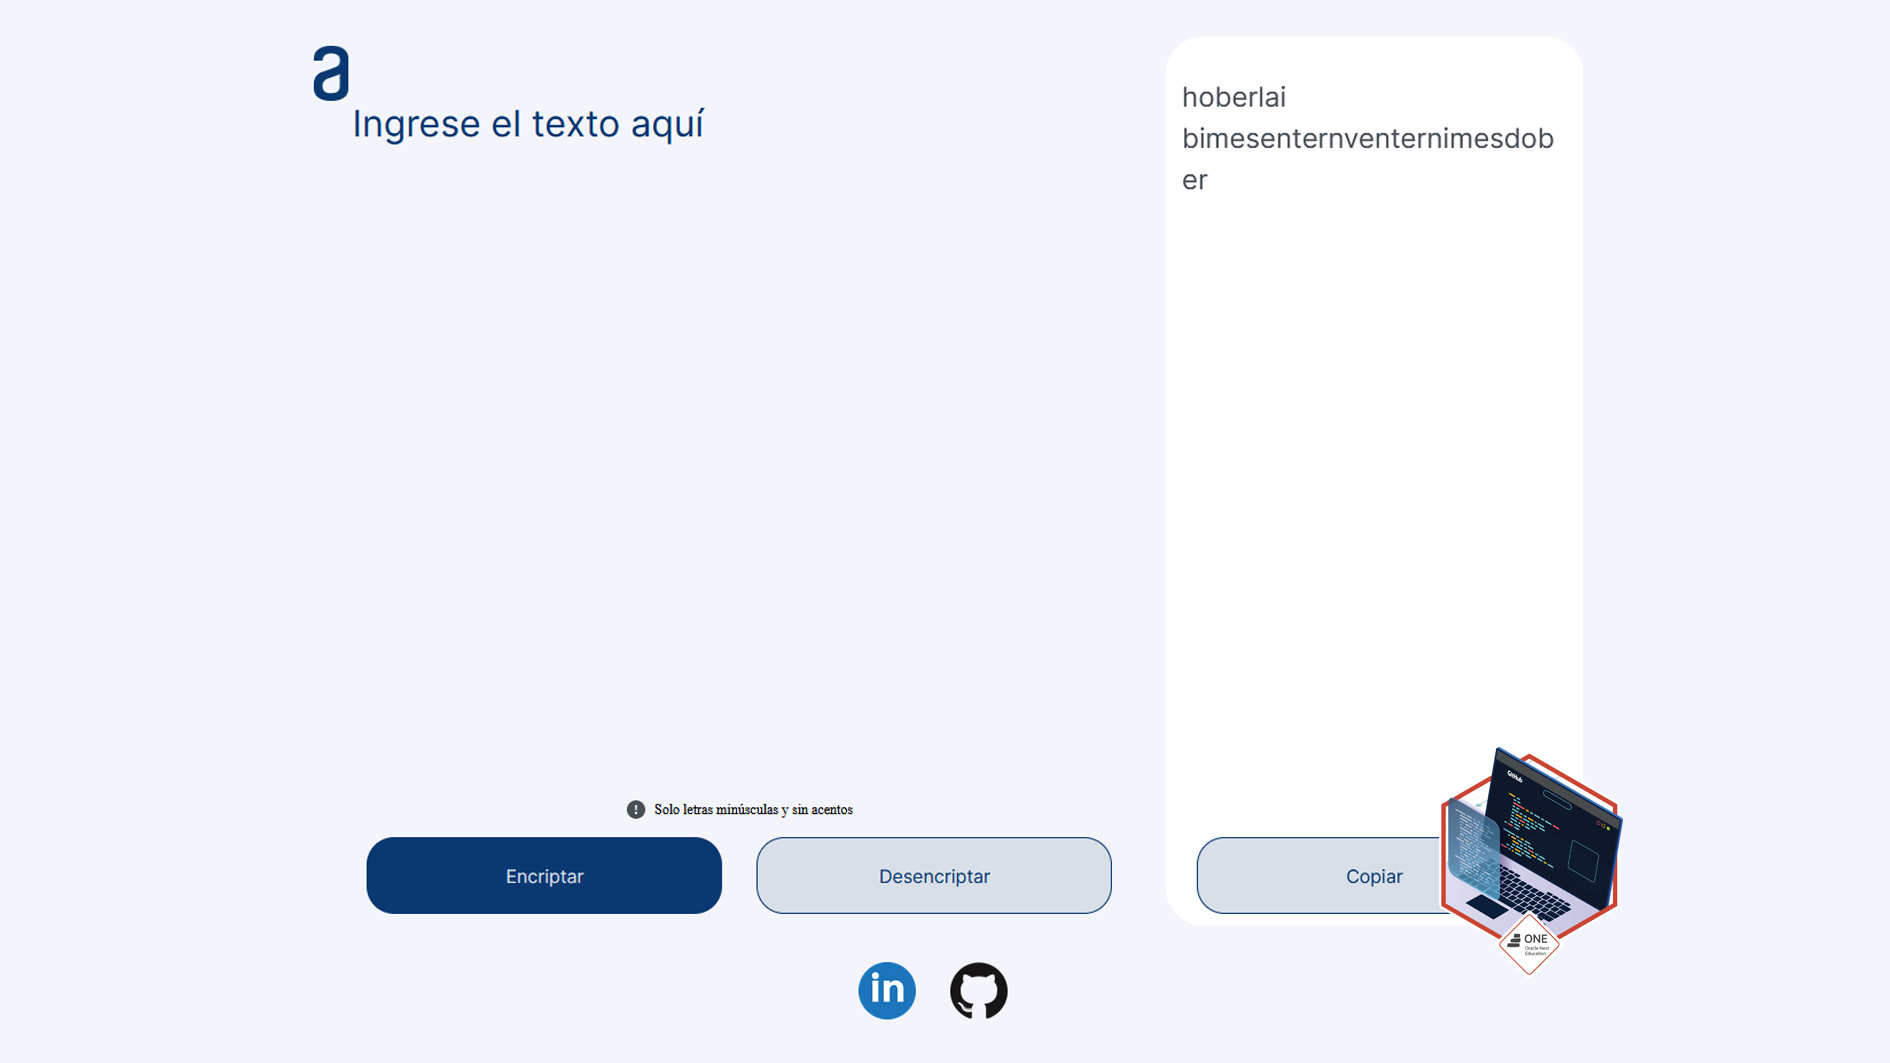 a
Ingrese el texto aquí
hoberlai
bimesenternventernimesdob
er
Solo letras minúsculas y sin acentos
Encriptar
Desencriptar
Copiar
GitHub
ONE
Oracle Next
Education
in